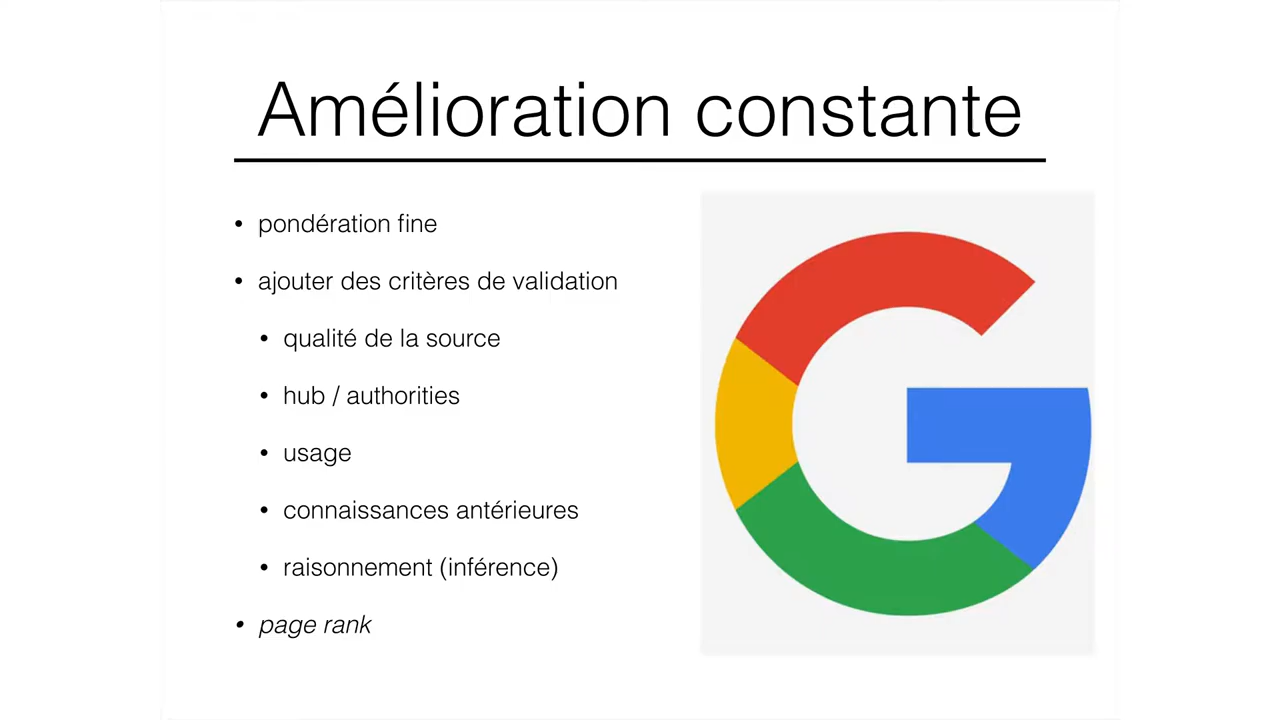 Amélioration constante
• pondération fine
• ajouter des critères de validation
• qualité de la source
• hub / authorities
• usage
• connaissances antérieures
• raisonnement (inférence)
• page rank